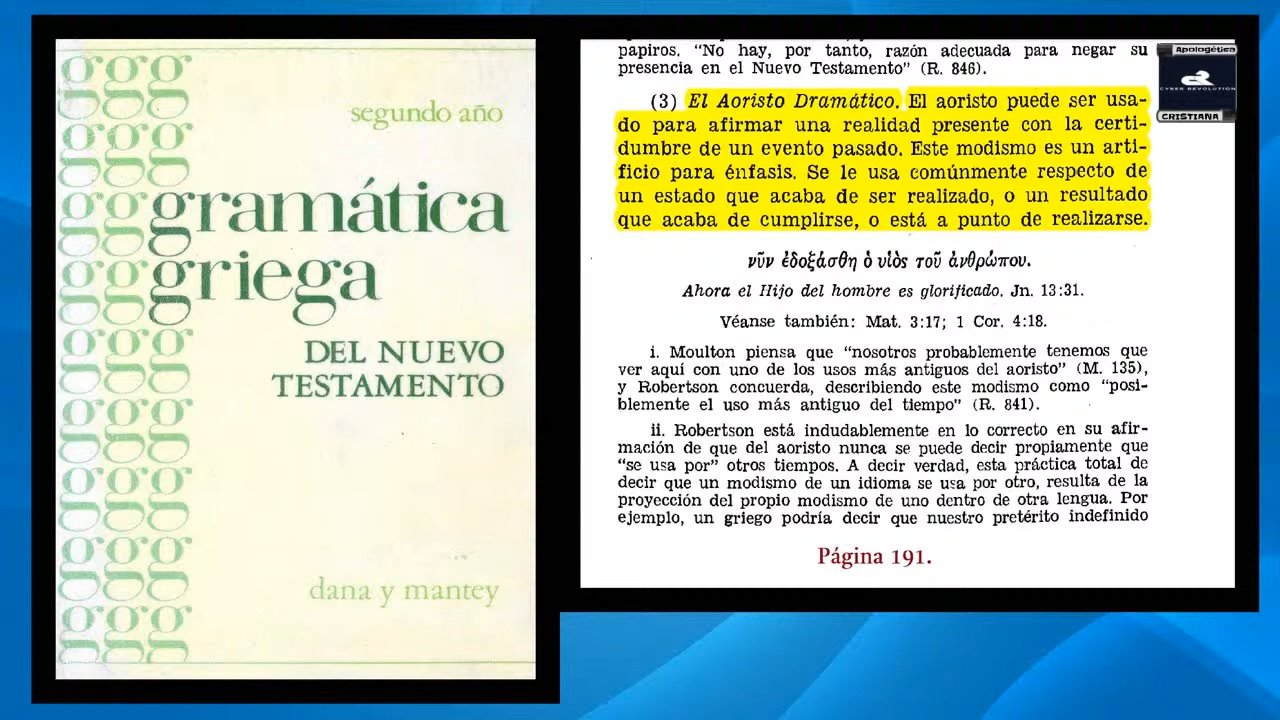 segundo año
gramática
griega
DEL NUEVO
TESTAMENTO
dana y mantey
papiros. “No hay, por tanto, razón adecuada para negar su
presencia en el Nuevo Testamento” (R. 846).
(3) El Aoristo Dramático. El aoristo puede ser usa-
do para afirmar una realidad presente con la certi-
dumbre de un evento pasado. Este modismo es un arti-
ficio para énfasis. Se le usa comúnmente respecto de
un estado que acaba de ser realizado, o un resultado
que acaba de cumplirse, o está a punto de realizarse.
νῦν ἐδοξάσθη ὁ υἱὸς τοῦ ἀνθρώπου.
Ahora el Hijo del hombre es glorificado. Jn. 13:31.
Véanse también: Mat. 3:17; 1 Cor. 4:18.
i. Moulton piensa que “nosotros probablemente tenemos que
ver aquí con uno de los usos más antiguos del aoristo” (M. 135),
y Robertson concuerda, describiendo este modismo como “posi-
blemente el uso más antiguo del tiempo” (R. 841).
ii. Robertson está indudablemente en lo correcto en su afir-
mación de que del aoristo nunca se puede decir propiamente que
“se usa por” otros tiempos. A decir verdad, esta práctica total de
decir que un modismo de un idioma se usa por otro, resulta de la
proyección del propio modismo de uno dentro de otra lengua. Por
ejemplo, un griego podría decir que nuestro pretérito indefinido
Página 191.
Apologética
CYBER REVOLUTION
CRISTIANA